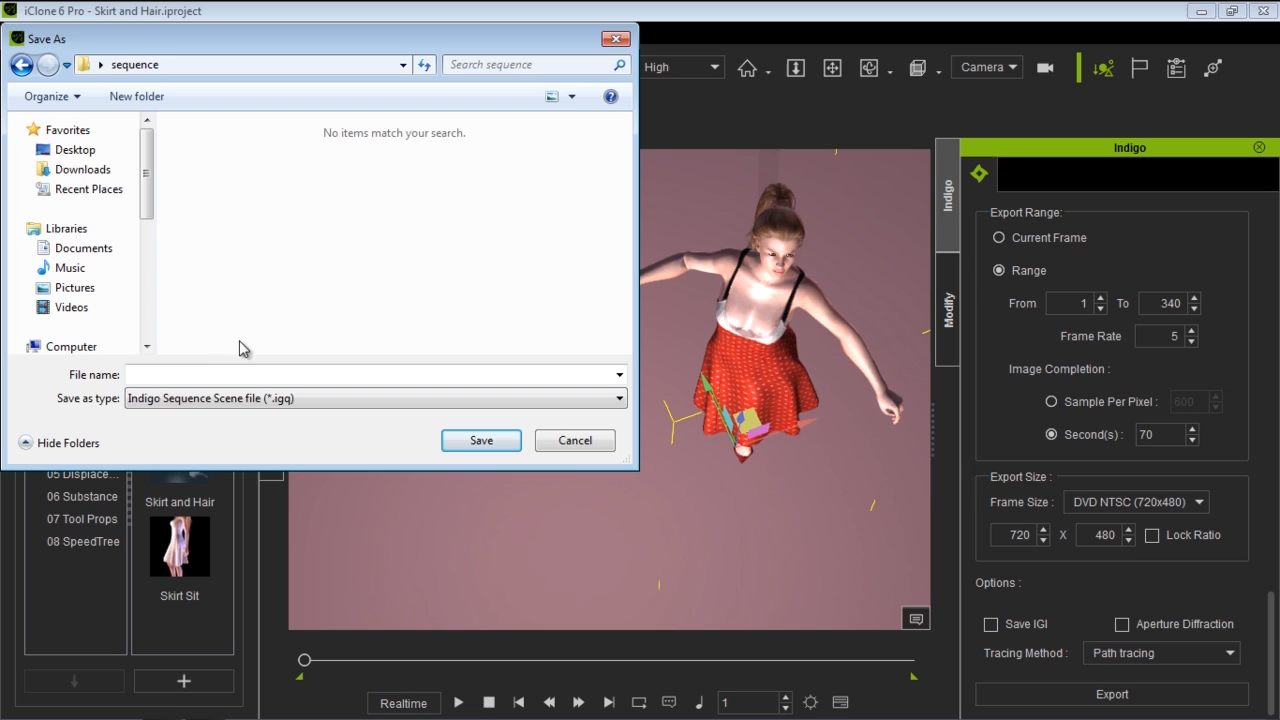 iClone 6 Pro - Skirt and Hair.iproject
Save As
sequence
Search sequence
Organize
New folder
No items match your search.
Favorites
Desktop
Downloads
Recent Places
Libraries
Documents
Music
Pictures
Videos
Computer
File name:
Save as type: Indigo Sequence Scene file (*.igq)
Hide Folders
Save
Cancel
High
Camera
Indigo
Modify
Indigo
Export Range:
Current Frame
Range
From 1 To 340
Frame Rate 5
Image Completion :
Sample Per Pixel : 600
Second(s) : 70
Export Size :
Frame Size : DVD NTSC (720x480)
720 X 480 Lock Ratio
Options :
Save IGI Aperture Diffraction
Tracing Method : Path tracing
Export
05 Displace...
06 Substance
07 Tool Props
08 SpeedTree
Skirt and Hair
Skirt Sit
Realtime
1